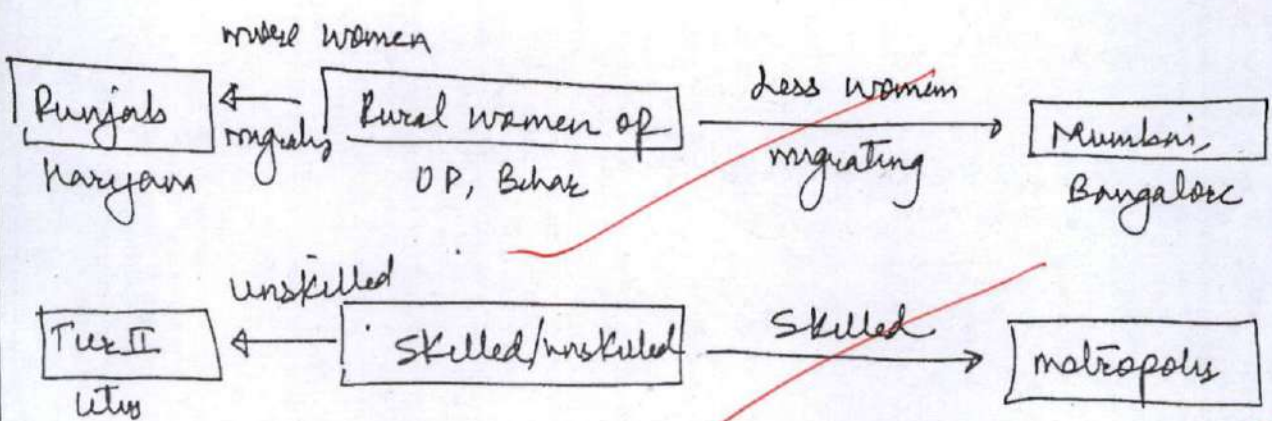 more women
Punjab ← Rural women of → Less women Mumbai,
Haryana migrating UP, Bihar migrating Bangalore
unskilled
Tier II ← Skilled/unskilled → Skilled metropolis
cities